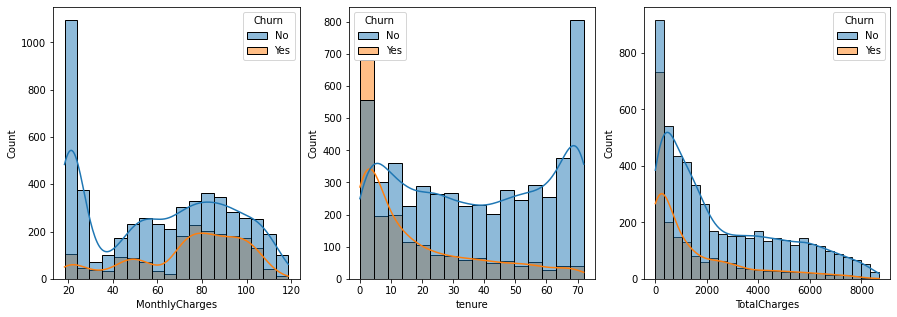 Churn
No
Yes
Count
1000
800
600
400
200
0
20 40 60 80 100 120
MonthlyCharges
Churn
No
Yes
Count
800
700
600
500
400
300
200
100
0
0 10 20 30 40 50 60 70
tenure
Churn
No
Yes
Count
800
600
400
200
0
0 2000 4000 6000 8000
TotalCharges